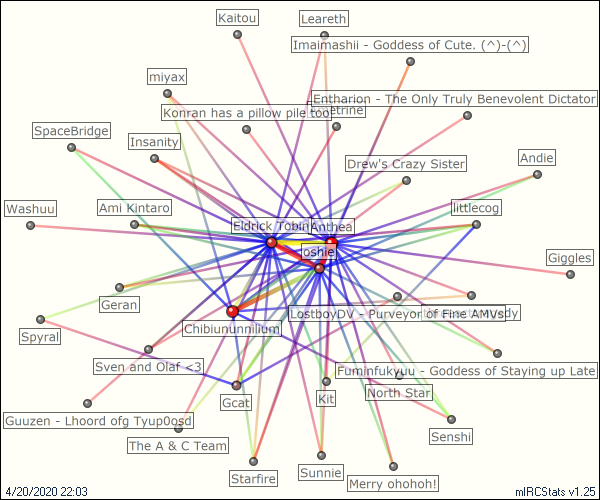 Kaitou
Leareth
Imaimashii - Goddess of Cute. (^)-(^)
miyax
Entharion - The Only Truly Benevolent Dictator
Konran has a pillow pile too
SpaceBridge
Insanity
Drew's Crazy Sister
Andie
Washuu
Ami Kintaro
Eldrick Tobin
Anthea
littlecog
Joshie
Giggles
Geran
LostboyDV - Purveyor of Fine AMVs
Spyral
Chibiununnilium
Sven and Olaf <3
Fuminfukyuu - Goddess of Staying up Late
Gcat
Kit
North Star
Guuzen - Lhoord ofg Tyup0osd
The A & C Team
Senshi
Starfire
Sunnie
Merry ohohoh!
4/20/2020 22:03
mIRCStats v1.25